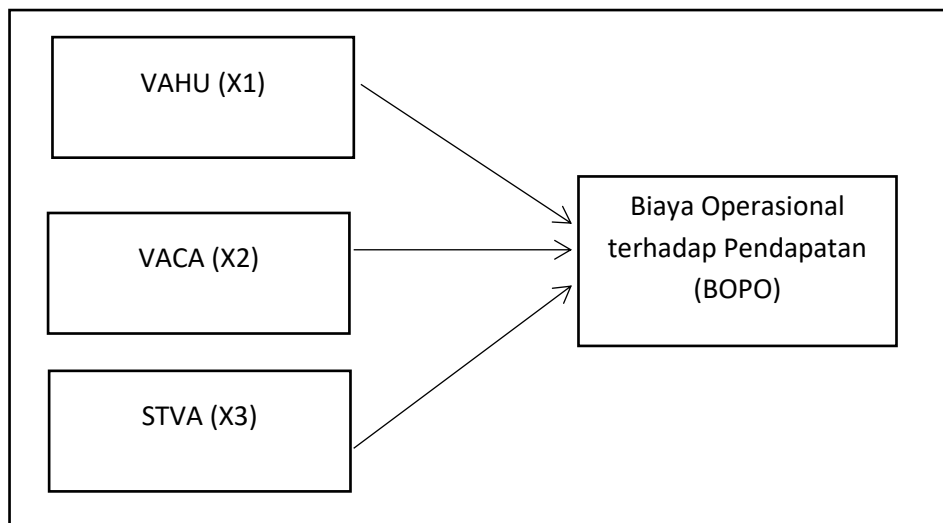 VAHU (X1)
VACA (X2)
STVA (X3)
Biaya Operasional
terhadap Pendapatan
(BOPO)